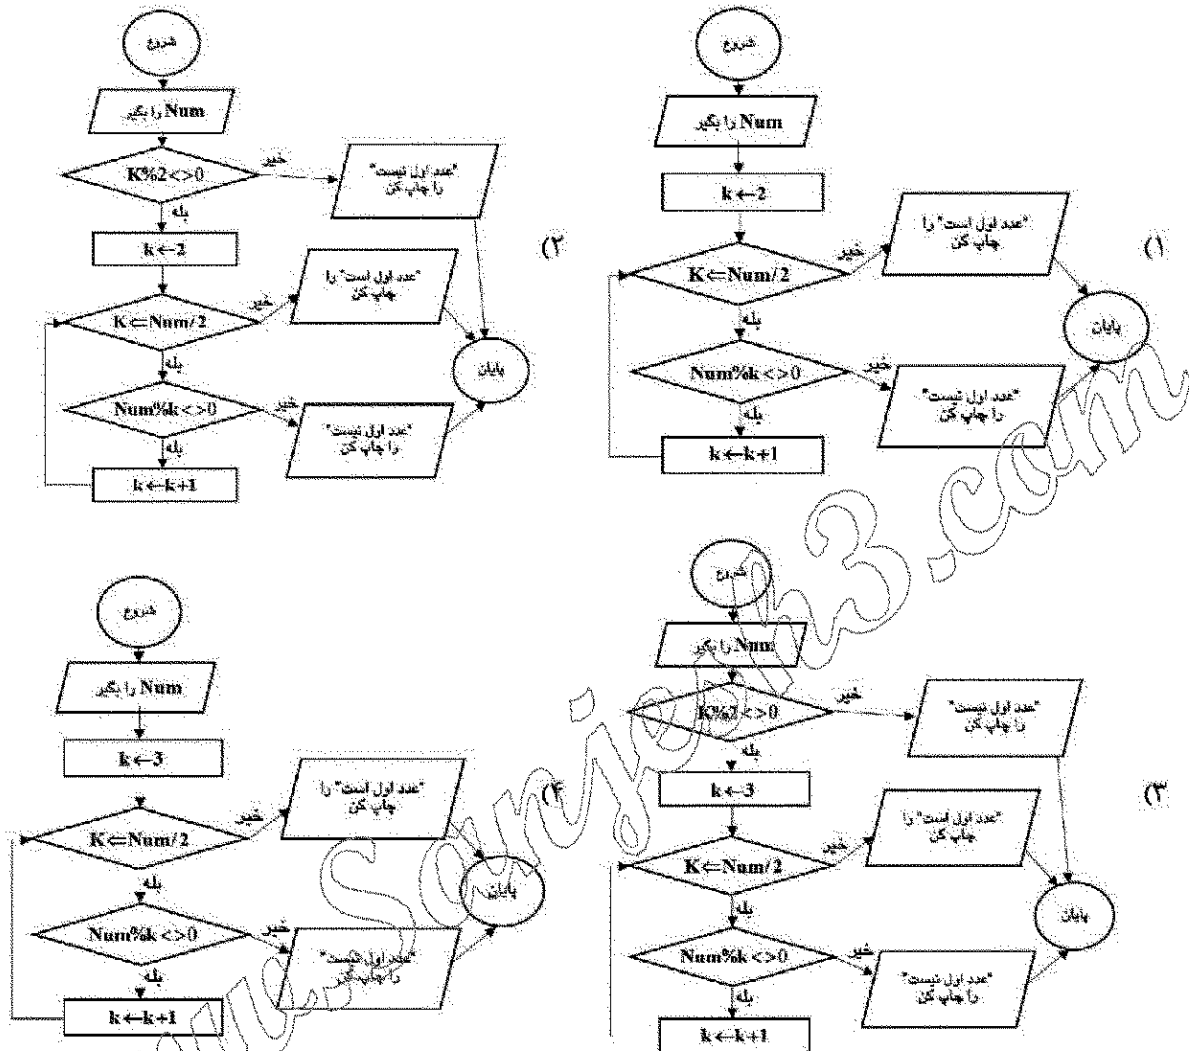 ۱)
شروع
Num را بگیر
k←2
K⇐Num/2
خیر
"عدد اول است" را
چاپ کن
بله
Num%k<>0
خیر
"عدد اول نیست"
را چاپ کن
بله
k←k+1
پایان
۲)
شروع
Num را بگیر
K%2<>0
خیر
"عدد اول نیست"
را چاپ کن
بله
k←2
K⇐Num/2
خیر
"عدد اول است" را
چاپ کن
بله
Num%k<>0
خیر
"عدد اول نیست"
را چاپ کن
بله
k←k+1
پایان
۳)
شروع
Num را بگیر
K%2<>0
خیر
"عدد اول نیست"
را چاپ کن
بله
k←3
K⇐Num/2
خیر
"عدد اول است" را
چاپ کن
بله
Num%k<>0
خیر
"عدد اول نیست"
را چاپ کن
بله
k←k+1
پایان
۴)
شروع
Num را بگیر
k←3
K⇐Num/2
خیر
"عدد اول است" را
چاپ کن
بله
Num%k<>0
خیر
"عدد اول نیست"
را چاپ کن
بله
k←k+1
پایان